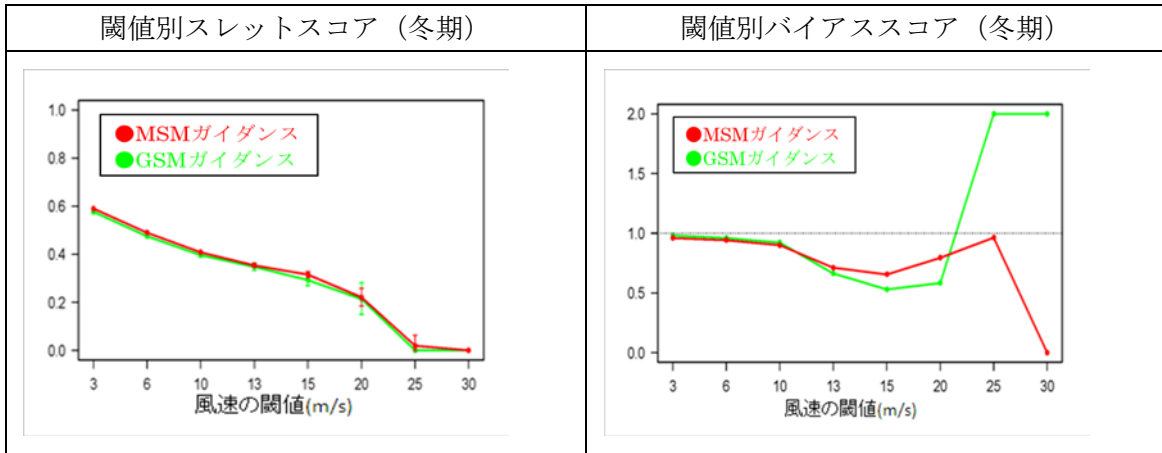 閾値別スレットスコア（冬期）
閾値別バイアススコア（冬期）
1.0
0.8
0.6
0.4
0.2
0.0
MSMガイダンス
GSMガイダンス
3 6 10 13 15 20 25 30
風速の閾値(m/s)
2.0
1.5
1.0
0.5
0.0
MSMガイダンス
GSMガイダンス
3 6 10 13 15 20 25 30
風速の閾値(m/s)